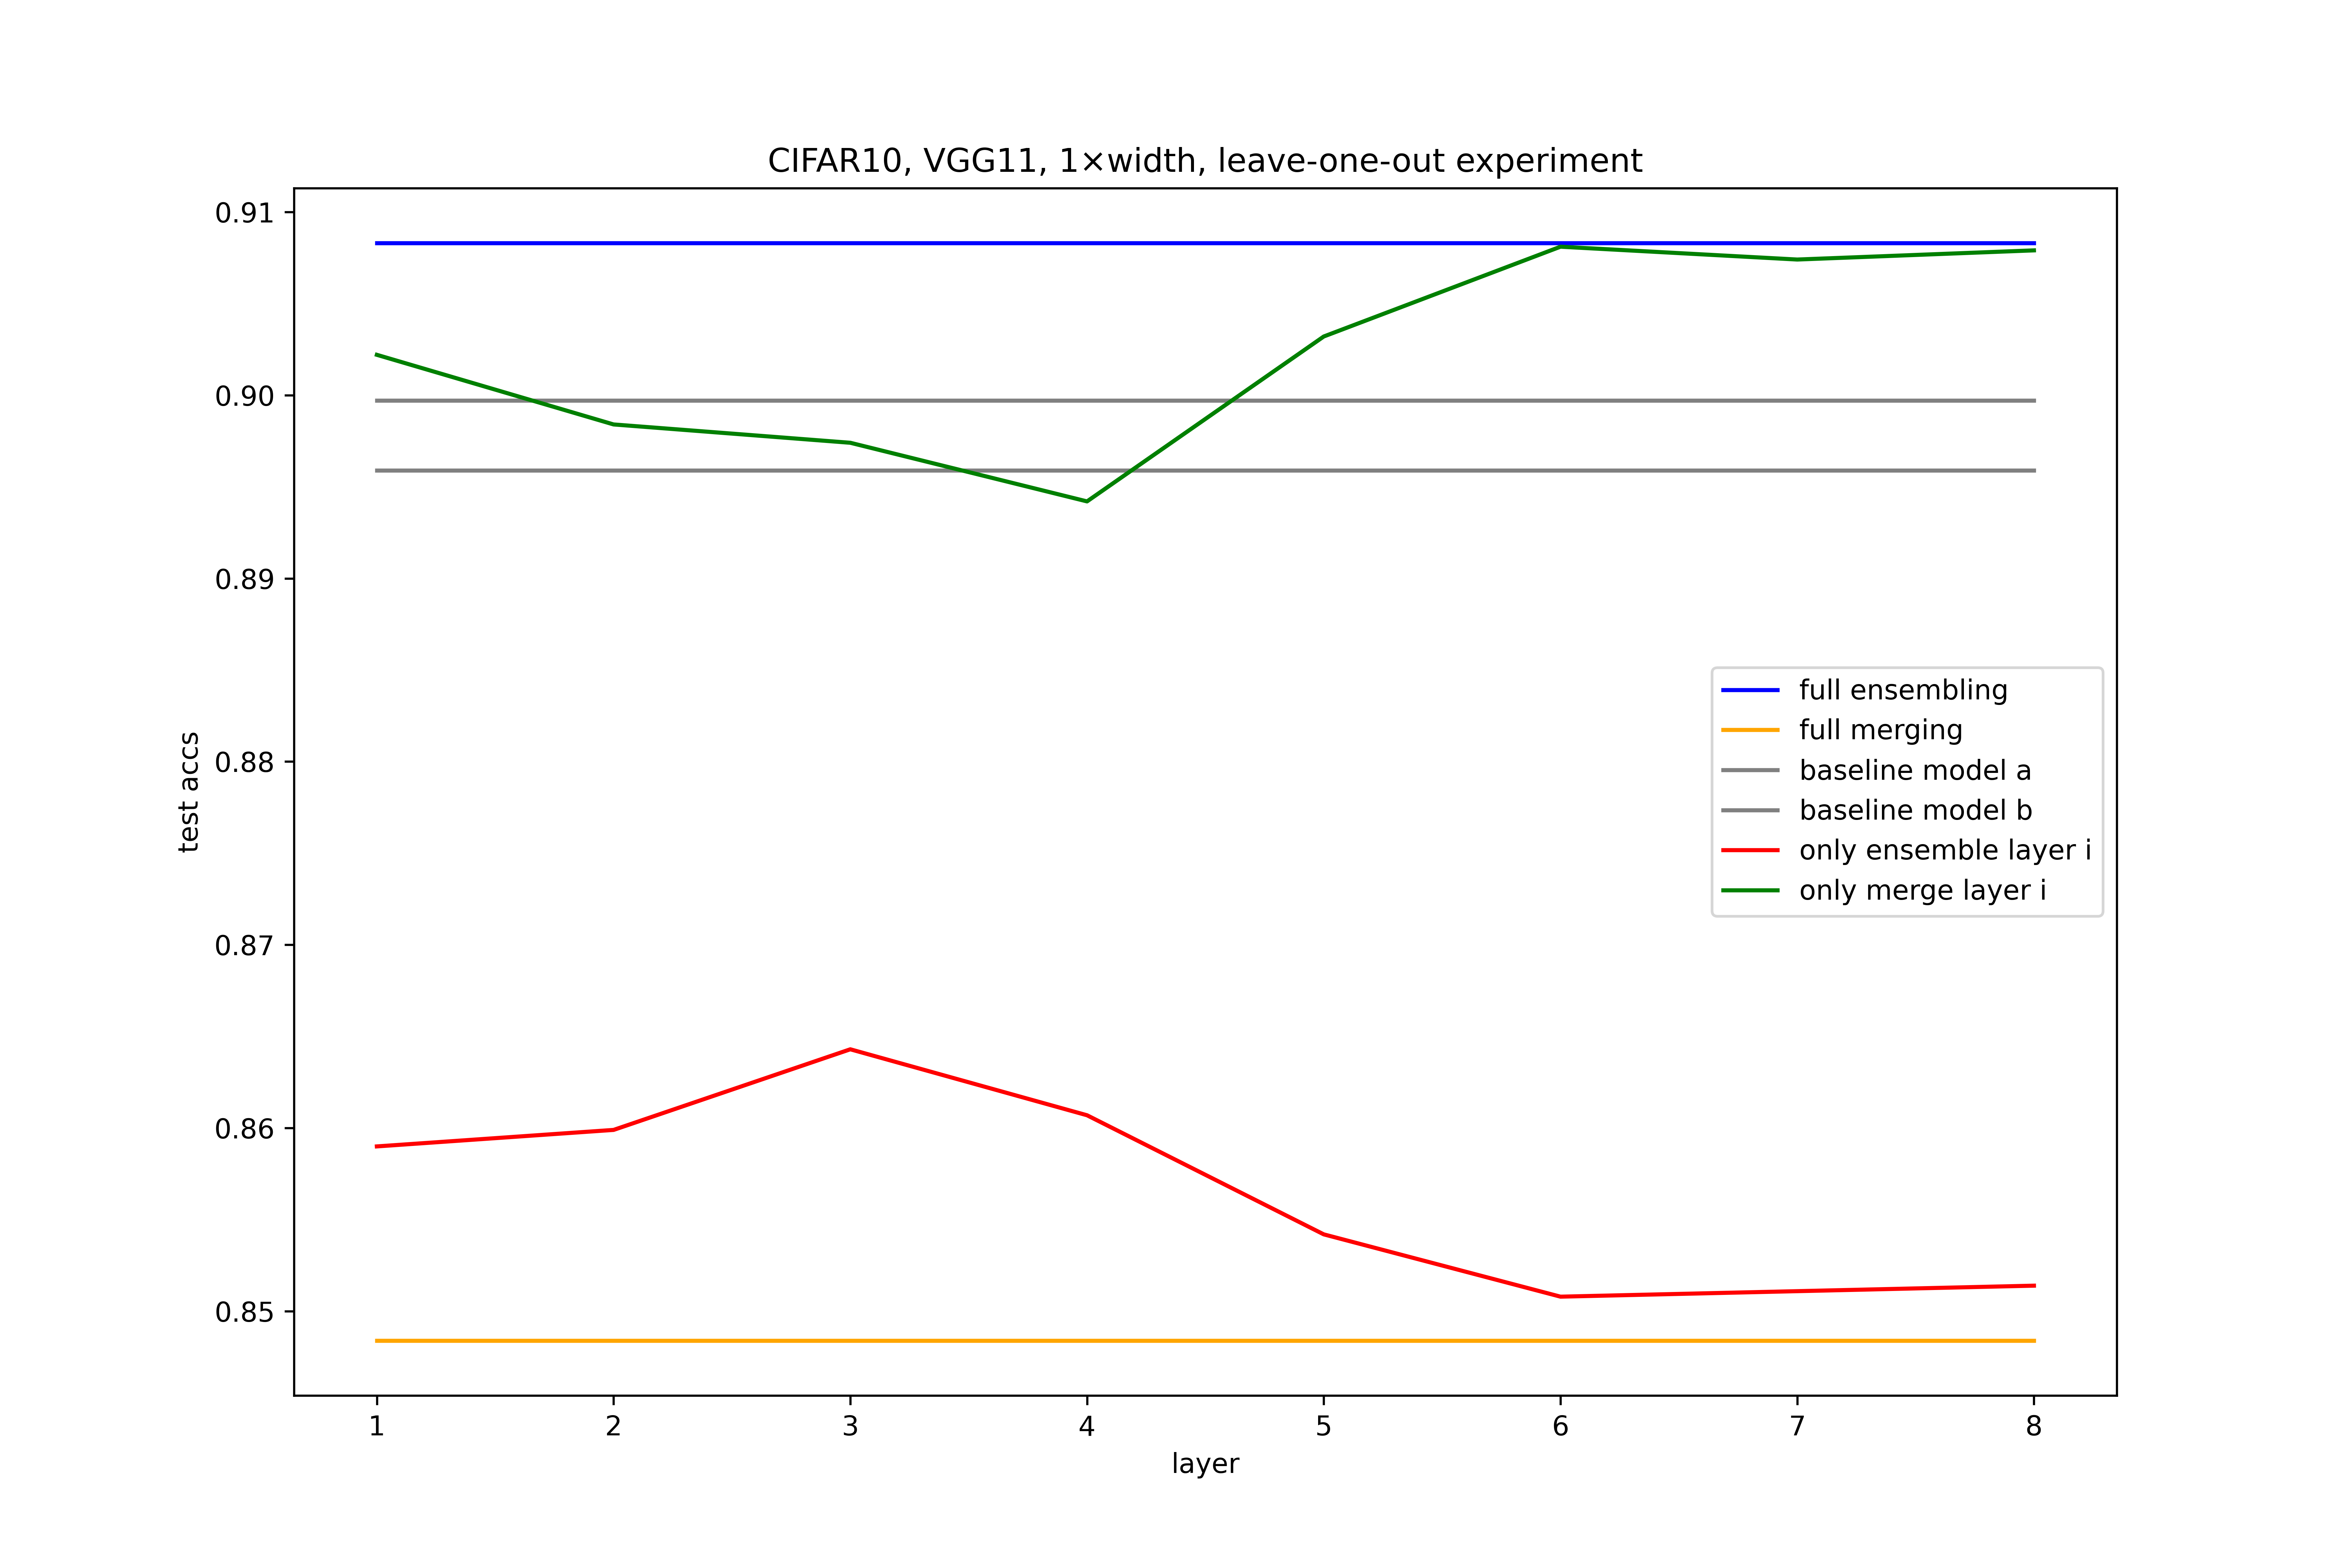 CIFAR10, VGG11, 1×width, leave-one-out experiment
0.91
0.90
0.89
0.88
0.87
0.86
0.85
test accs
full ensembling
full merging
baseline model a
baseline model b
only ensemble layer i
only merge layer i
1 2 3 4 5 6 7 8
layer